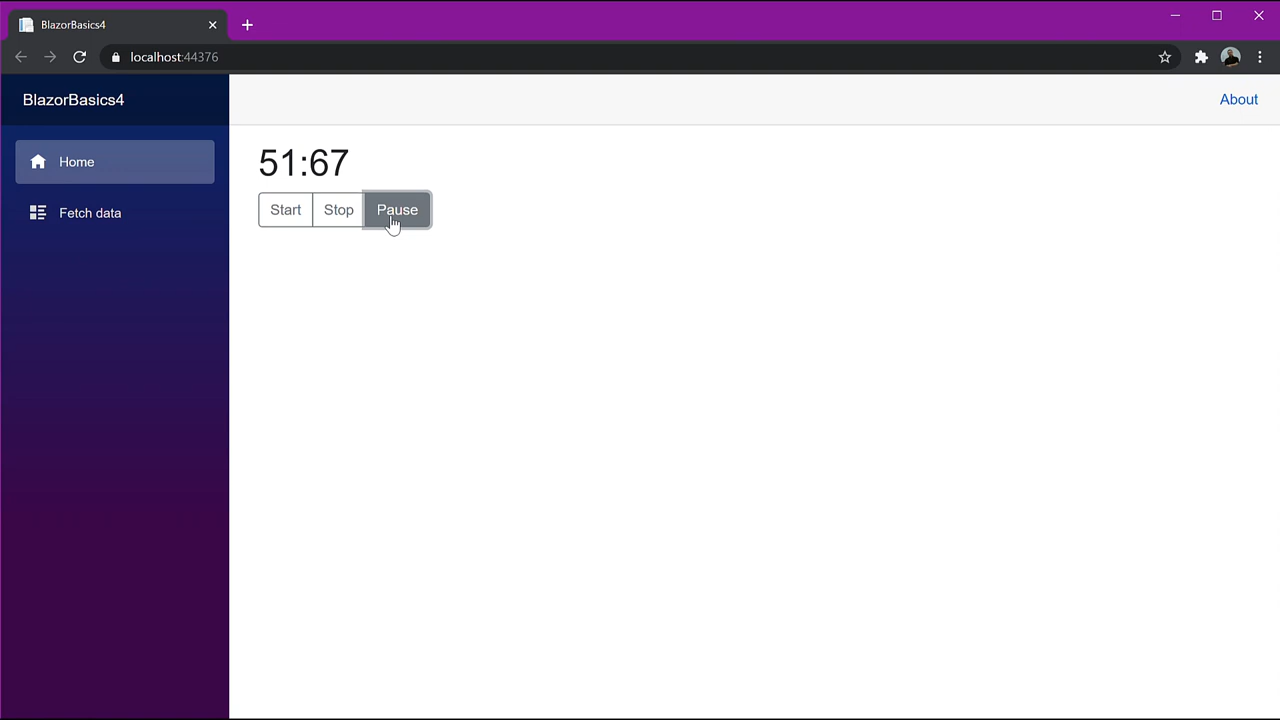 BlazorBasics4
localhost:44376
BlazorBasics4
About
Home
Fetch data
51:67
Start Stop Pause